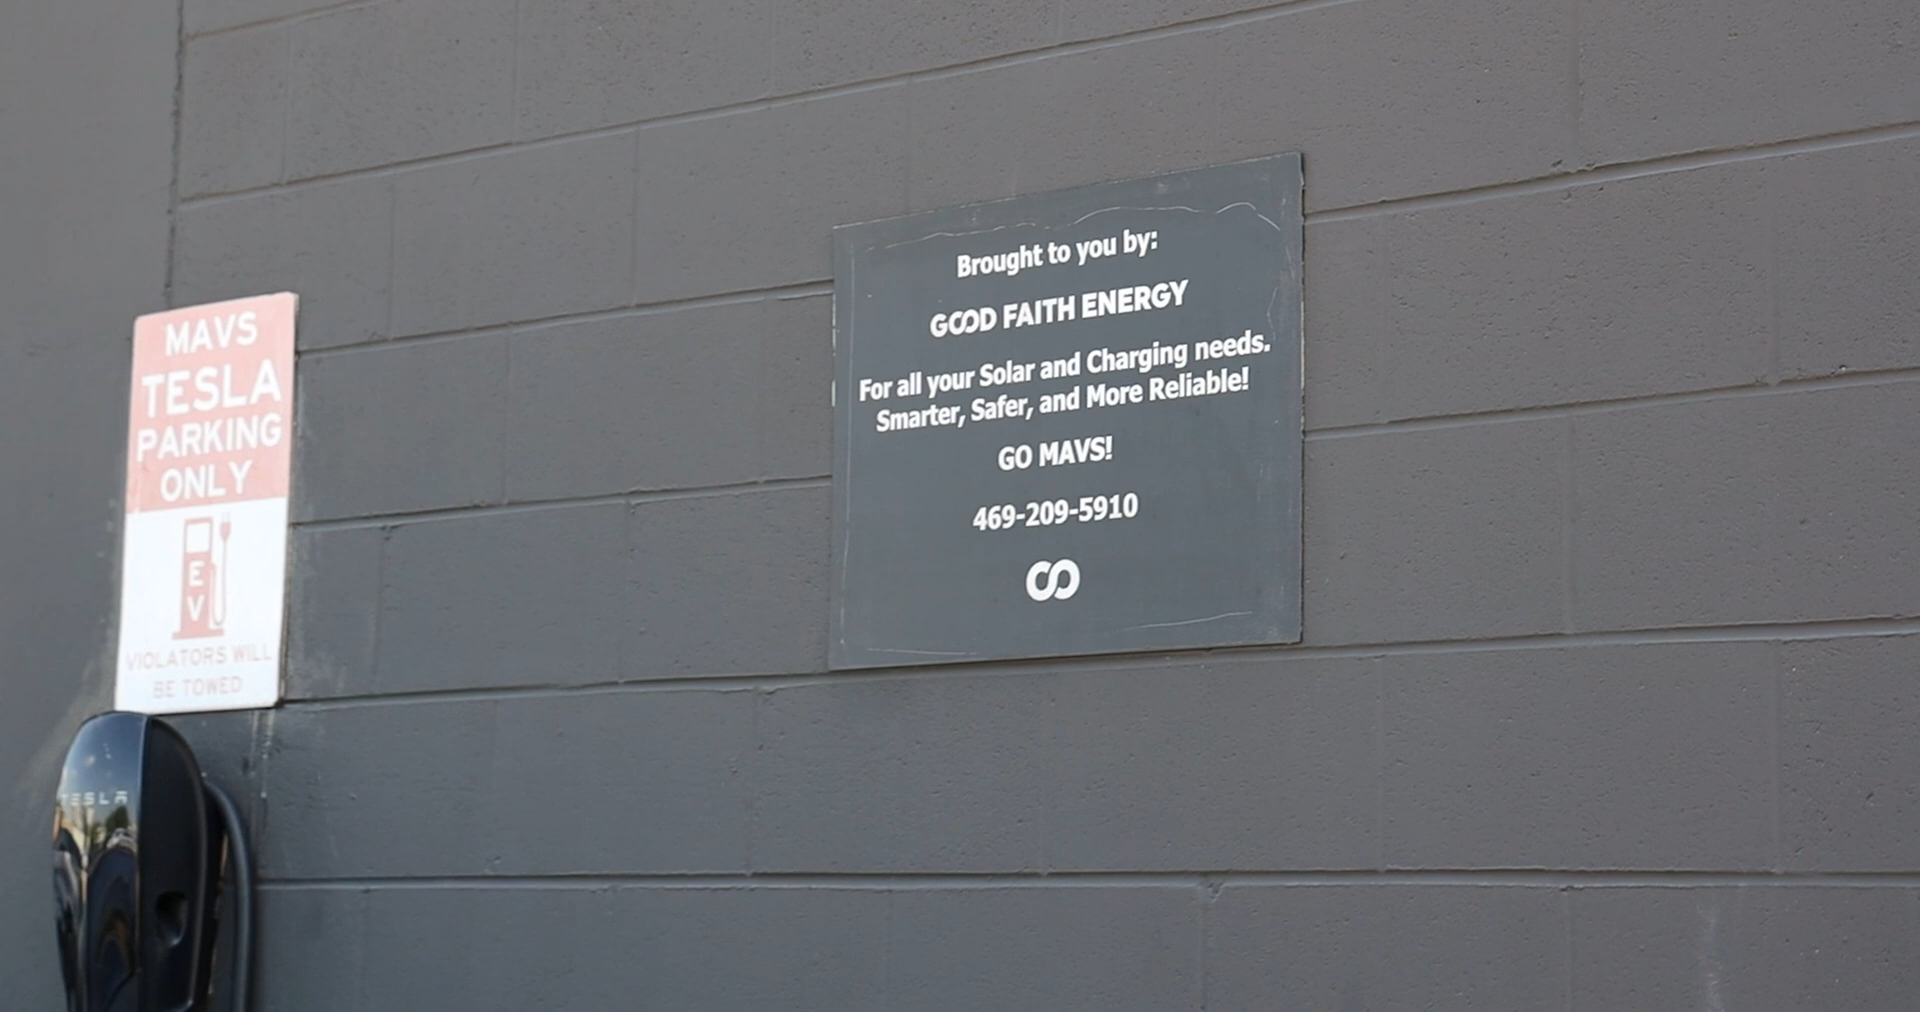 MAVS
TESLA
PARKING
ONLY
EV
VIOLATORS WILL
BE TOWED
TESLA
Brought to you by:
GOOD FAITH ENERGY
For all your Solar and Charging needs.
Smarter, Safer, and More Reliable!
GO MAVS!
469-209-5910